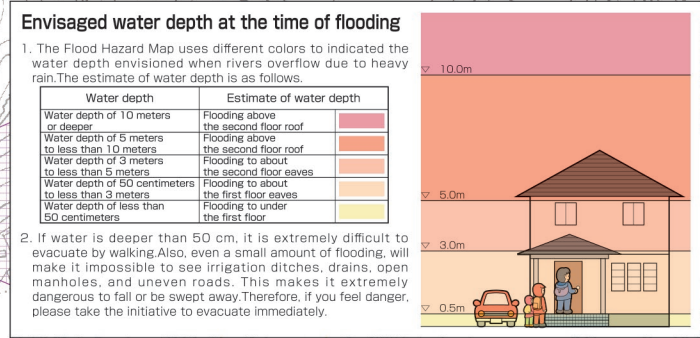 Envisaged water depth at the time of flooding
1. The Flood Hazard Map uses different colors to indicated the
water depth envisioned when rivers overflow due to heavy
rain.The estimate of water depth is as follows.
Water depth Estimate of water depth
Water depth of 10 meters
or deeper
Flooding above
the second floor roof
Water depth of 5 meters
to less than 10 meters
Flooding above
the second floor roof
Water depth of 3 meters
to less than 5 meters
Flooding to about
the second floor eaves
Water depth of 50 centimeters
to less than 3 meters
Flooding to about
the first floor eaves
Water depth of less than
50 centimeters
Flooding to under
the first floor
2. If water is deeper than 50 cm, it is extremely difficult to
evacuate by walking.Also, even a small amount of flooding, will
make it impossible to see irrigation ditches, drains, open
manholes, and uneven roads. This makes it extremely
dangerous to fall or be swept away.Therefore, if you feel danger,
please take the initiative to evacuate immediately.
▽ 10.0m
▽ 5.0m
▽ 3.0m
▽ 0.5m